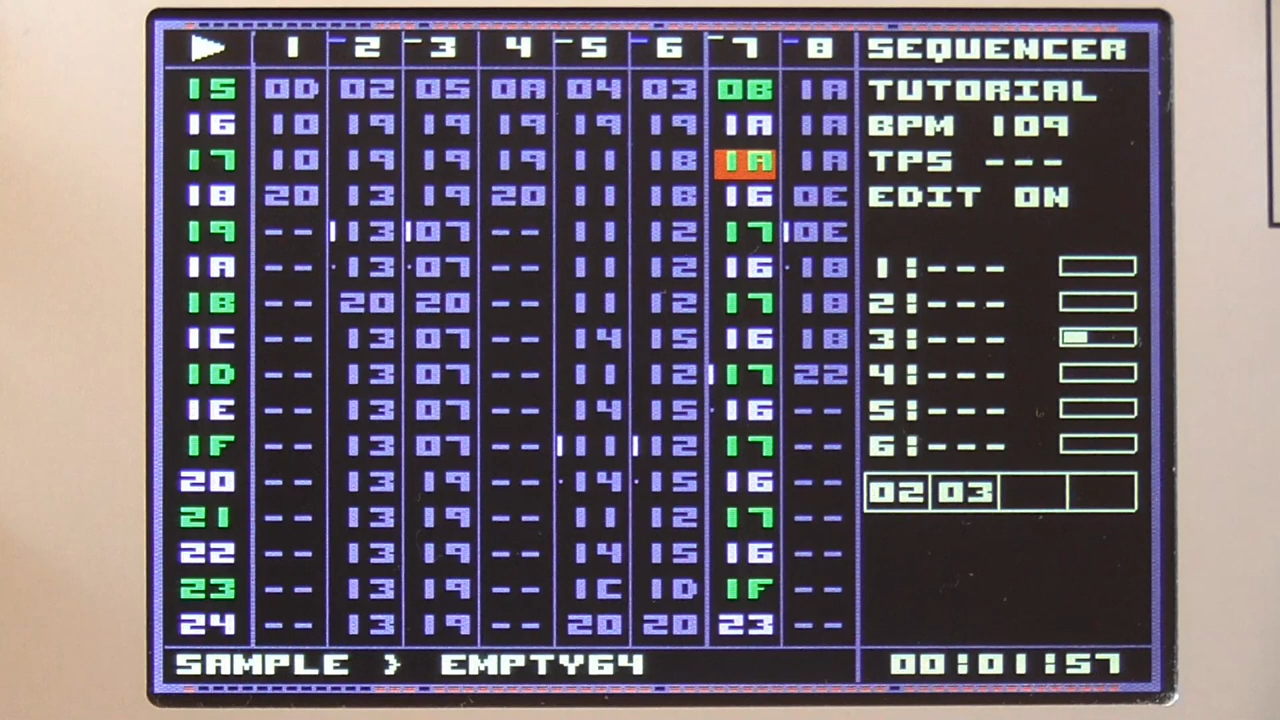 1 2 3 4 5 6 7 8 SEQUENCER
15 0D 02 05 0A 04 03 0B 1A TUTORIAL
16 10 19 19 19 19 19 1A 1A BPM 109
17 10 19 19 19 11 1B 1A 1A TPS ---
18 20 13 19 20 11 1B 16 0E EDIT ON
19 -- 13 07 -- 11 12 17 0E
1A -- 13 07 -- 11 12 16 18 1:---
1B -- 20 20 -- 11 12 17 18 2:---
1C -- 13 07 -- 14 15 16 18 3:---
1D -- 13 07 -- 11 12 17 22 4:---
1E -- 13 07 -- 14 15 16 -- 5:---
1F -- 13 07 -- 11 12 17 -- 6:---
20 -- 13 19 -- 14 15 16 -- 02 03
21 -- 13 19 -- 11 12 17 --
22 -- 13 19 -- 14 15 16 --
23 -- 13 19 -- 1C 1D 1F --
24 -- 13 19 -- 20 20 23 --
SAMPLE } EMPTY64 00:01:57